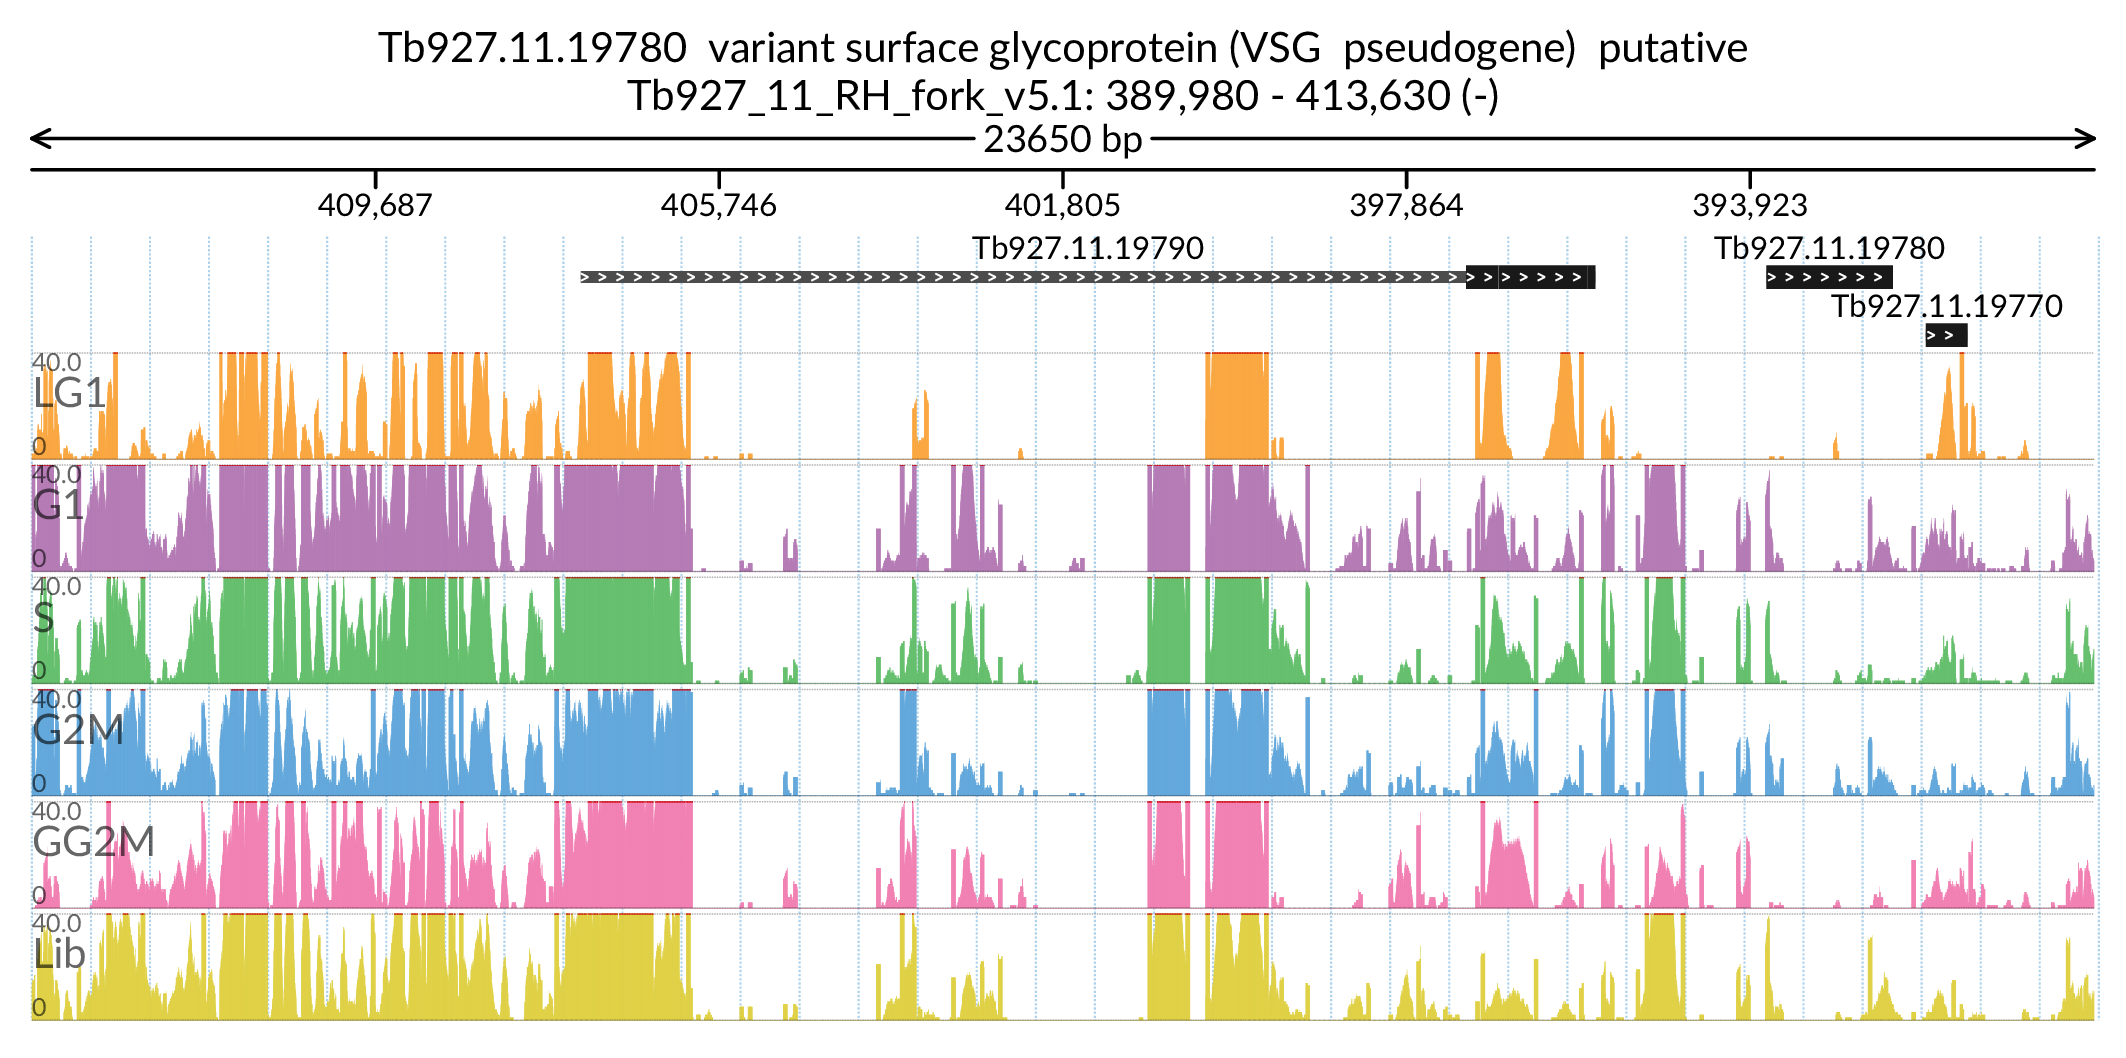 Tb927.11.19780  variant surface glycoprotein (VSG  pseudogene)  putative
Tb927_11_RH_fork_v5.1: 389,980 - 413,630 (-)
23650 bp
409,687 405,746 401,805 397,864 393,923
Tb927.11.19790 Tb927.11.19780
Tb927.11.19770
40.0
LG1
0
40.0
G1
0
40.0
S
0
40.0
G2M
0
40.0
GG2M
0
40.0
Lib
0